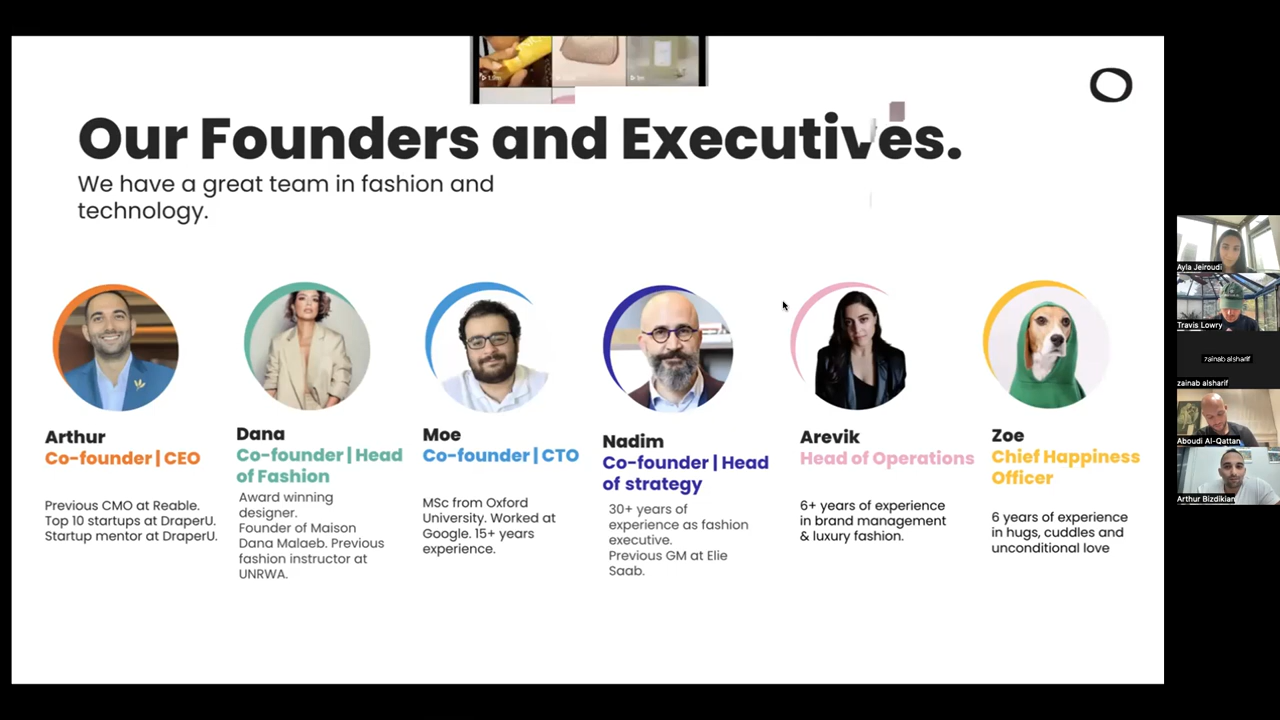 Our Founders and Executives.
We have a great team in fashion and
technology.
Arthur
Co-founder | CEO
Previous CMO at Reable.
Top 10 startups at DraperU.
Startup mentor at DraperU.
Dana
Co-founder | Head
of Fashion
Award winning
designer.
Founder of Maison
Dana Malaeb. Previous
fashion instructor at
UNRWA.
Moe
Co-founder | CTO
MSc from Oxford
University. Worked at
Google. 15+ years
experience.
Nadim
Co-founder | Head
of strategy
30+ years of
experience as fashion
executive.
Previous GM at Elie
Saab.
Arevik
Head of Operations
6+ years of experience
in brand management
& luxury fashion.
Zoe
Chief Happiness
Officer
6 years of experience
in hugs, cuddles and
unconditional love
Ayla Jeiroudi
Travis Lowry
zainab alsharif
zainab alsharif
Aboudi Al-Qattan
Arthur Bizdikian